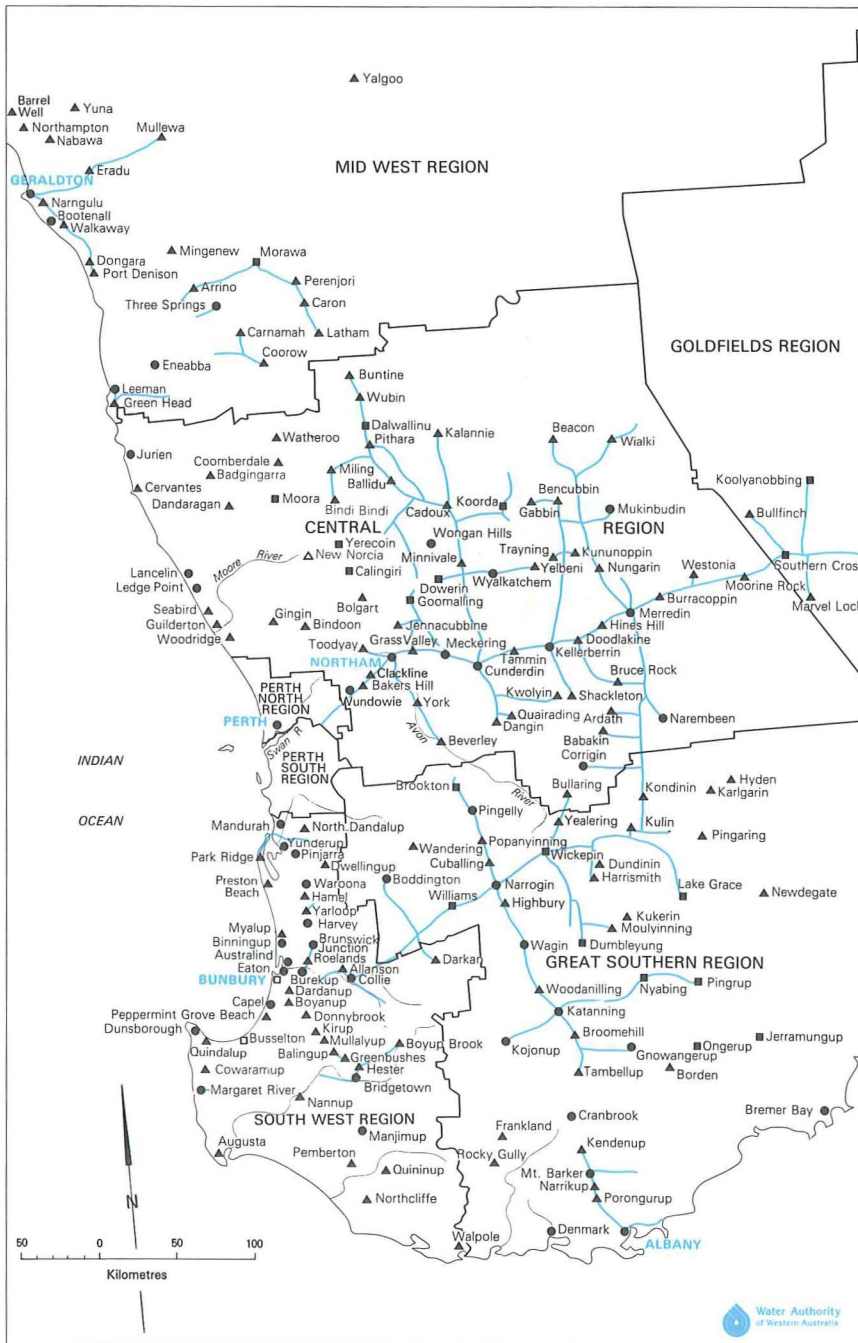 Yalgoo
Barrel
Well
Yuna
Northampton
Mullewa
Nabawa
MID WEST REGION
Eradu
GERALDTON
Narngulu
Bootenall
Walkaway
Mingenew
Morawa
Dongara
Port Denison
Arrino
Perenjori
Three Springs
Caron
Carnamah
Latham
GOLDFIELDS REGION
Coorow
Eneabba
Buntine
Leeman
Green Head
Wubin
Dalwallinu
Kalannie
Beacon
Watheroo
Pithara
Wialki
Jurien
Coomberdale
Miling
Badgingarra
Ballidu
Koolyanobbing
Cervantes
Bencubbin
Dandaragan
Moora
Bindi Bindi
Cadoux
Koorda
Gabbin
Mukinbudin
Bullfinch
CENTRAL
REGION
Wongan Hills
Yerecoin
Moore
River
New Norcia
Minnivale
Trayning
Kununoppin
Southern Cross
Calingiri
Yelbeni
Nungarin
Westonia
Lancelin
Dowerin
Wyalkatchem
Moorine Rock
Ledge Point
Goomalling
Burracoppin
Marvel Lock
Seabird
Bolgart
Merredin
Guilderton
Gingin
Bindoon
Jennacubbine
Hines Hill
Woodridge
Toodyay
Grass Valley
Meckering
Doodlakine
NORTHAM
Tammin
Kellerberrin
Clackline
Cunderdin
Bruce Rock
PERTH
NORTH
REGION
Bakers Hill
Kwolyin
Shackleton
Wundowie
York
Quairading
Ardath
Narembeen
PERTH
Dangin
Swan R
Avon
Beverley
Babakin
Corrigin
INDIAN
PERTH
SOUTH
REGION
Bullaring
Hyden
Brookton
River
Kondinin
Karlgarin
Pingelly
OCEAN
Mandurah
North Dandalup
Yealering
Kulin
Yunderup
Popanyinning
Pingaring
Pinjarra
Wandering
Park Ridge
Cuballing
Wickepin
Dwellingup
Dundinin
Boddington
Harrismith
Preston
Beach
Waroona
Narrogin
Lake Grace
Newdegate
Hamel
Williams
Highbury
Yarloop
Kukerin
Myalup
Harvey
Moulyinning
Binningup
Brunswick
Junction
Wagin
Dumbleyung
Australind
Roelands
Darkan
GREAT SOUTHERN REGION
Eaton
Allanson
BUNBURY
Burekup
Collie
Pingrup
Dardanup
Woodanilling
Nyabing
Capel
Boyanup
Katanning
Peppermint Grove Beach
Donnybrook
Broomehill
Dunsborough
Kirup
Jerramungup
Busselton
Mullalyup
Boyup Brook
Kojonup
Gnowangerup
Ongerup
Quindalup
Balingup
Greenbushes
Cowaramup
Hester
Tambellup
Borden
Margaret River
Bridgetown
Nannup
Cranbrook
Bremer Bay
SOUTH WEST REGION
Frankland
Manjimup
Kendenup
Augusta
Pemberton
Rocky
Gully
Quininup
Mt. Barker
Narrikup
Northcliffe
Porongurup
N
Denmark
Walpole
ALBANY
50 0 50 100
Kilometres
Water Authority
of Western Australia